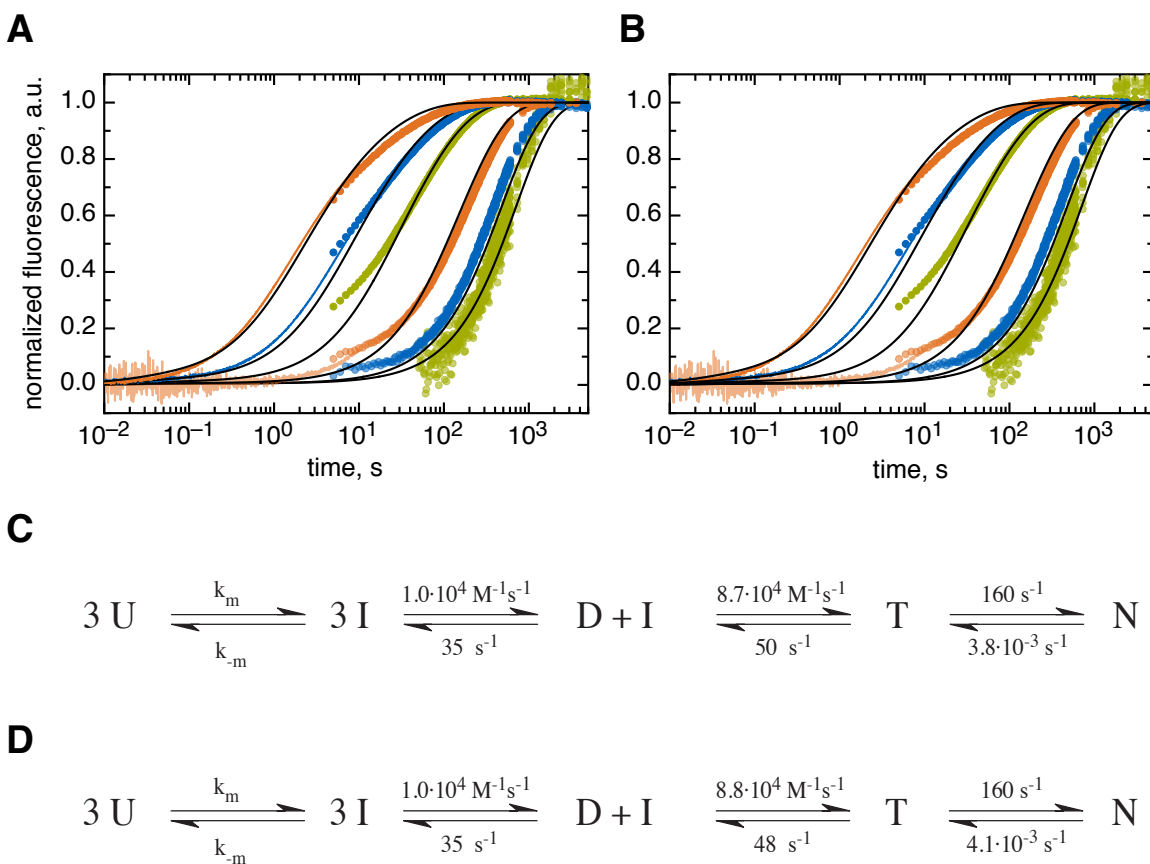 A
B
normalized fluorescence, a.u.
1.0
0.8
0.6
0.4
0.2
0.0
10⁻² 10⁻¹ 10⁰ 10¹ 10² 10³
time, s
1.0
0.8
0.6
0.4
0.2
0.0
10⁻² 10⁻¹ 10⁰ 10¹ 10² 10³
time, s
C
kₘ 1.0·10⁴ M⁻¹s⁻¹ 8.7·10⁴ M⁻¹s⁻¹ 160 s⁻¹
3 U 3 I D + I T N
k₋ₘ 35 s⁻¹ 50 s⁻¹ 3.8·10⁻³ s⁻¹
D
kₘ 1.0·10⁴ M⁻¹s⁻¹ 8.8·10⁴ M⁻¹s⁻¹ 160 s⁻¹
3 U 3 I D + I T N
k₋ₘ 35 s⁻¹ 48 s⁻¹ 4.1·10⁻³ s⁻¹